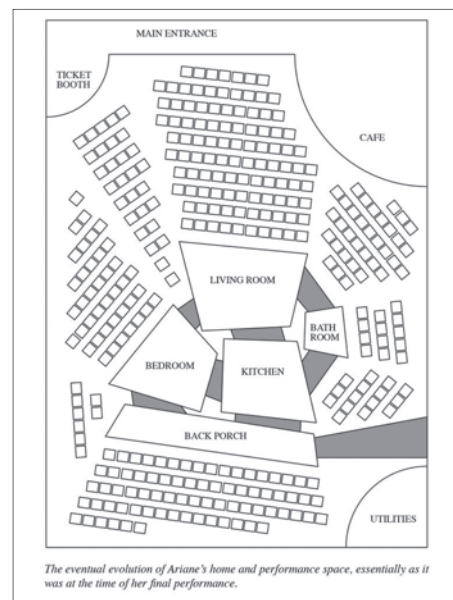 MAIN ENTRANCE
TICKET
BOOTH
CAFE
LIVING ROOM
BATH
ROOM
BEDROOM
KITCHEN
BACK PORCH
UTILITIES
The eventual evolution of Ariane's home and performance space, essentially as it
was at the time of her final performance.